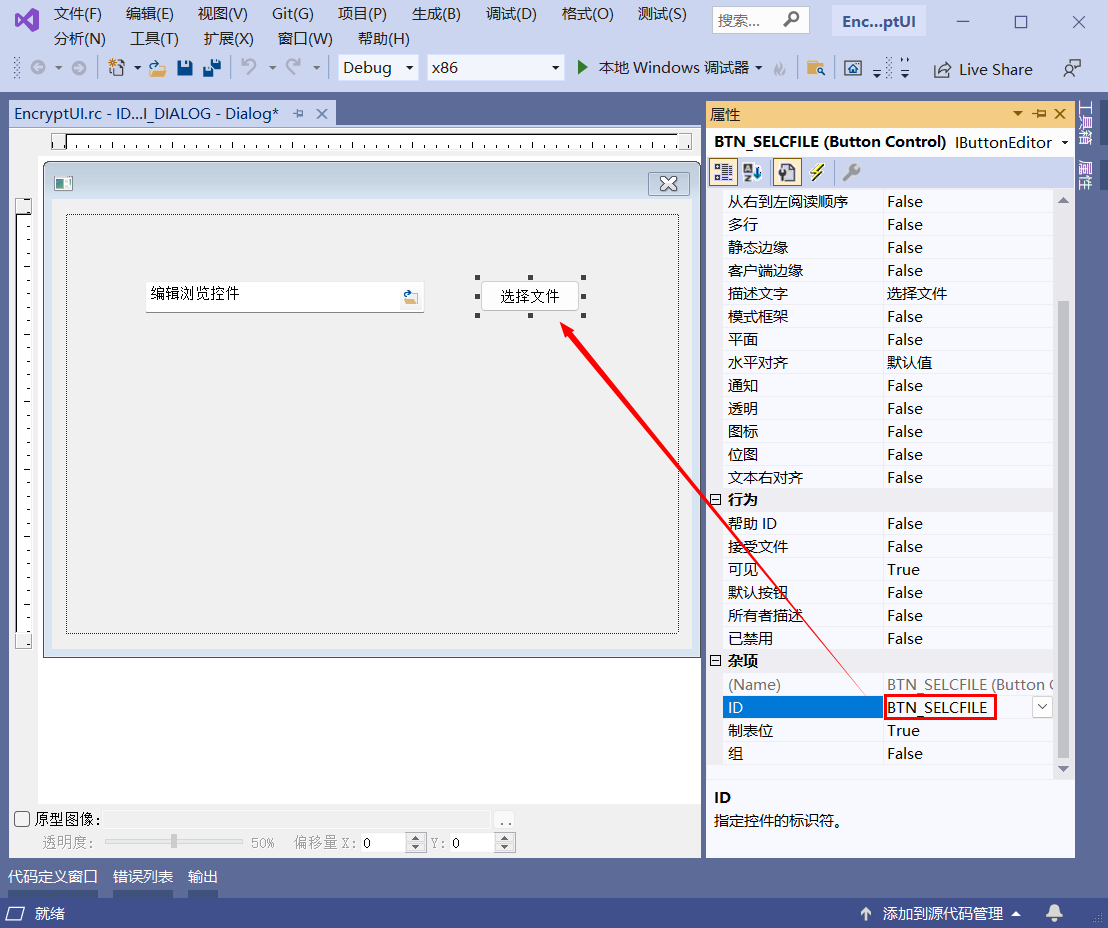 文件(F) 编辑(E) 视图(V) Git(G) 项目(P) 生成(B) 调试(D) 格式(O) 测试(S)
分析(N) 工具(T) 扩展(X) 窗口(W) 帮助(H)
搜索...
Enc...ptUI
Debug x86 本地 Windows 调试器 Live Share
EncryptUI.rc - ID...I_DIALOG - Dialog*
编辑浏览控件
选择文件
原型图像:
透明度: 50% 偏移量 X: 0 Y: 0
属性
BTN_SELCFILE (Button Control) IButtonEditor
从右到左阅读顺序 False
多行 False
静态边缘 False
客户端边缘 False
描述文字 选择文件
模式框架 False
平面 False
水平对齐 默认值
通知 False
透明 False
图标 False
位图 False
文本右对齐 False
行为
帮助 ID False
接受文件 False
可见 True
默认按钮 False
所有者描述 False
已禁用 False
杂项
(Name) BTN_SELCFILE (Button C
ID BTN_SELCFILE
制表位 True
组 False
ID
指定控件的标识符。
工具箱
属性
代码定义窗口 错误列表 输出
就绪
添加到源代码管理